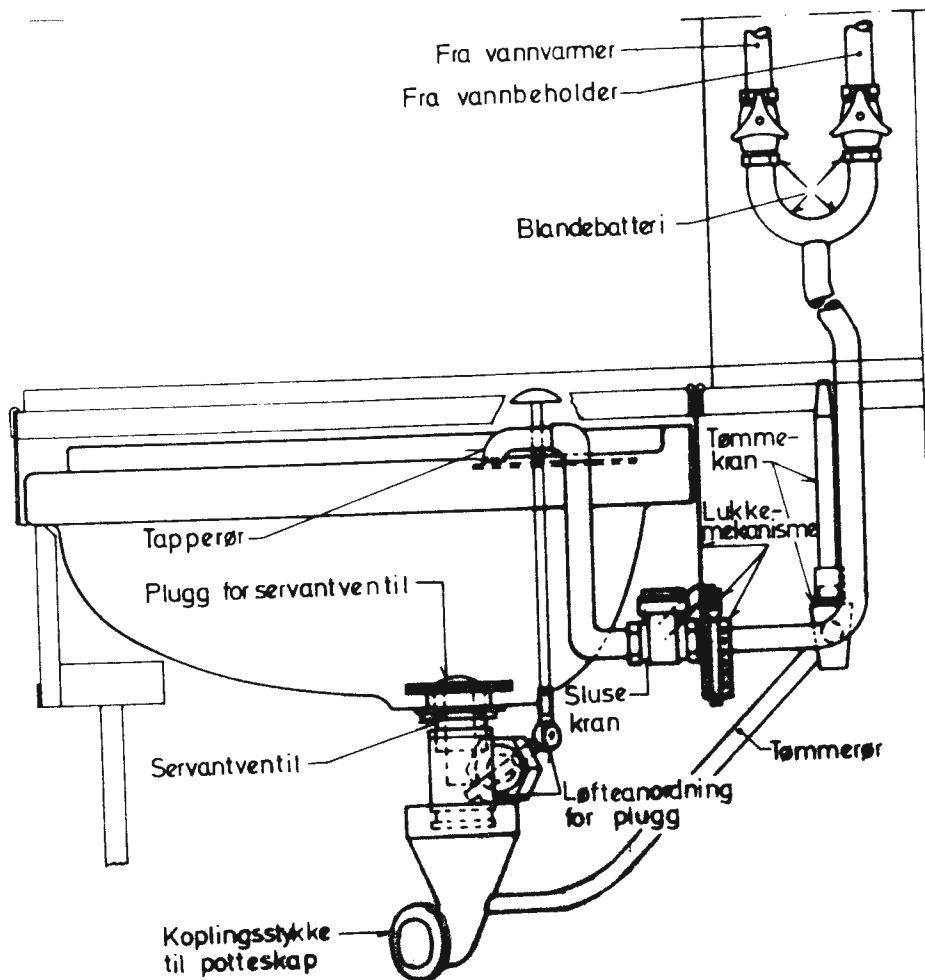 Fra vannvarmer
Fra vannbeholder
Blandebatteri
Tømme-
kran
Lukke-
mekanisme
Tapperør
Plugg for servantventil
Sluse
kran
Servantventil
Tømmerør
Løfteanordning
for plugg
Koplingsstykke
til potteskap